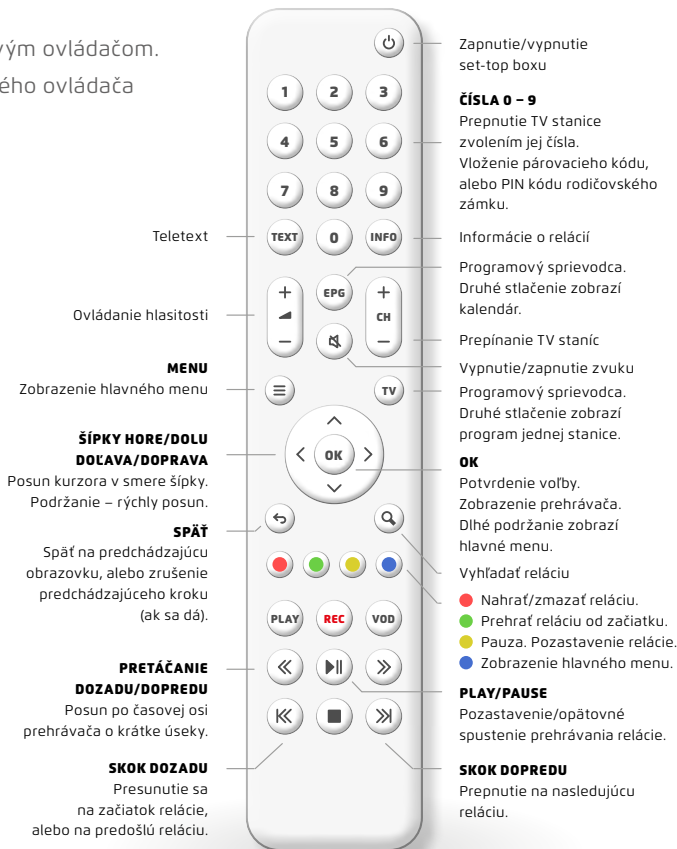 vým ovládačom.
ého ovládača
Zapnutie/vypnutie
set-top boxu
ČÍSLA 0 – 9
Prepnutie TV stanice
zvolením jej čísla.
Vloženie párovacieho kódu,
alebo PIN kódu rodičovského
zámku.
Informácie o relácií
Programový sprievodca.
Druhé stlačenie zobrazí
kalendár.
Prepínanie TV staníc
Vypnutie/zapnutie zvuku
Programový sprievodca.
Druhé stlačenie zobrazí
program jednej stanice.
OK
Potvrdenie voľby.
Zobrazenie prehrávača.
Dlhé podržanie zobrazí
hlavné menu.
Vyhľadať reláciu
Nahrať/zmazať reláciu.
Prehrať reláciu od začiatku.
Pauza. Pozastavenie relácie.
Zobrazenie hlavného menu.
PLAY/PAUSE
Pozastavenie/opätovné
spustenie prehrávania relácie.
SKOK DOPREDU
Prepnutie na nasledujúcu
reláciu.
Teletext
Ovládanie hlasitosti
MENU
Zobrazenie hlavného menu
ŠÍPKY HORE/DOLU
DOĽAVA/DOPRAVA
Posun kurzora v smere šípky.
Podržanie – rýchly posun.
SPÄŤ
Späť na predchádzajúcu
obrazovku, alebo zrušenie
predchádzajúceho kroku
(ak sa dá).
PRETÁČANIE
DOZADU/DOPREDU
Posun po časovej osi
prehrávača o krátke úseky.
SKOK DOZADU
Presunutie sa
na začiatok relácie,
alebo na predošlú reláciu.
1 2 3
4 5 6
7 8 9
TEXT 0 INFO
+ EPG +
CH
− −
TV
OK
PLAY REC VOD